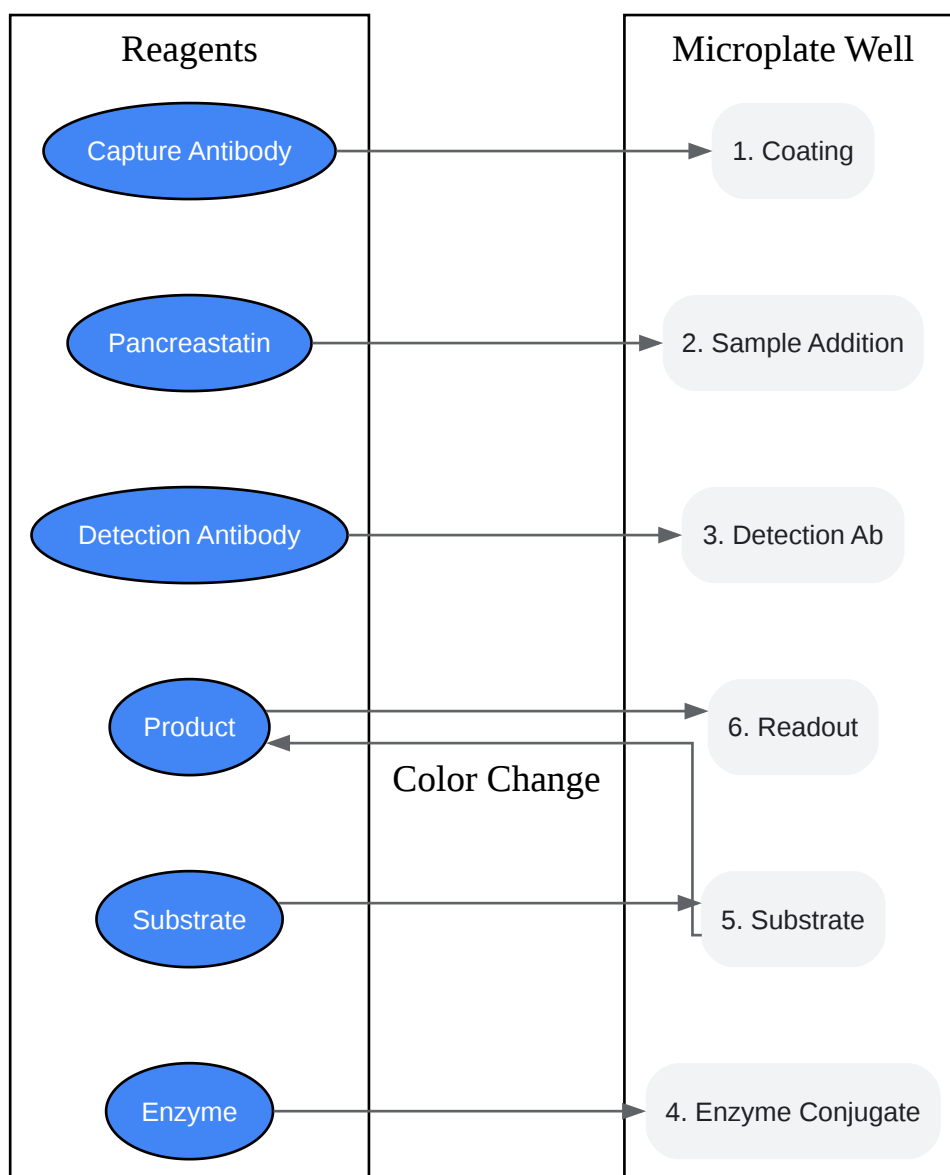 Reagents
Microplate Well
Capture Antibody
1. Coating
Pancreastatin
2. Sample Addition
Detection Antibody
3. Detection Ab
Product
6. Readout
Color Change
Substrate
5. Substrate
Enzyme
4. Enzyme Conjugate